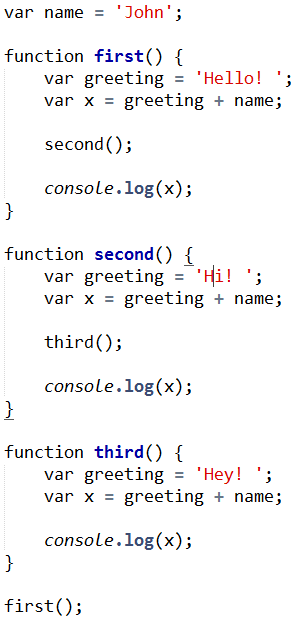 var name = 'John';
function first() {
var greeting = 'Hello! ';
var x = greeting + name;
second();
console.log(x);
}
function second() {
var greeting = 'Hi! ';
var x = greeting + name;
third();
console.log(x);
}
function third() {
var greeting = 'Hey! ';
var x = greeting + name;
console.log(x);
}
first();